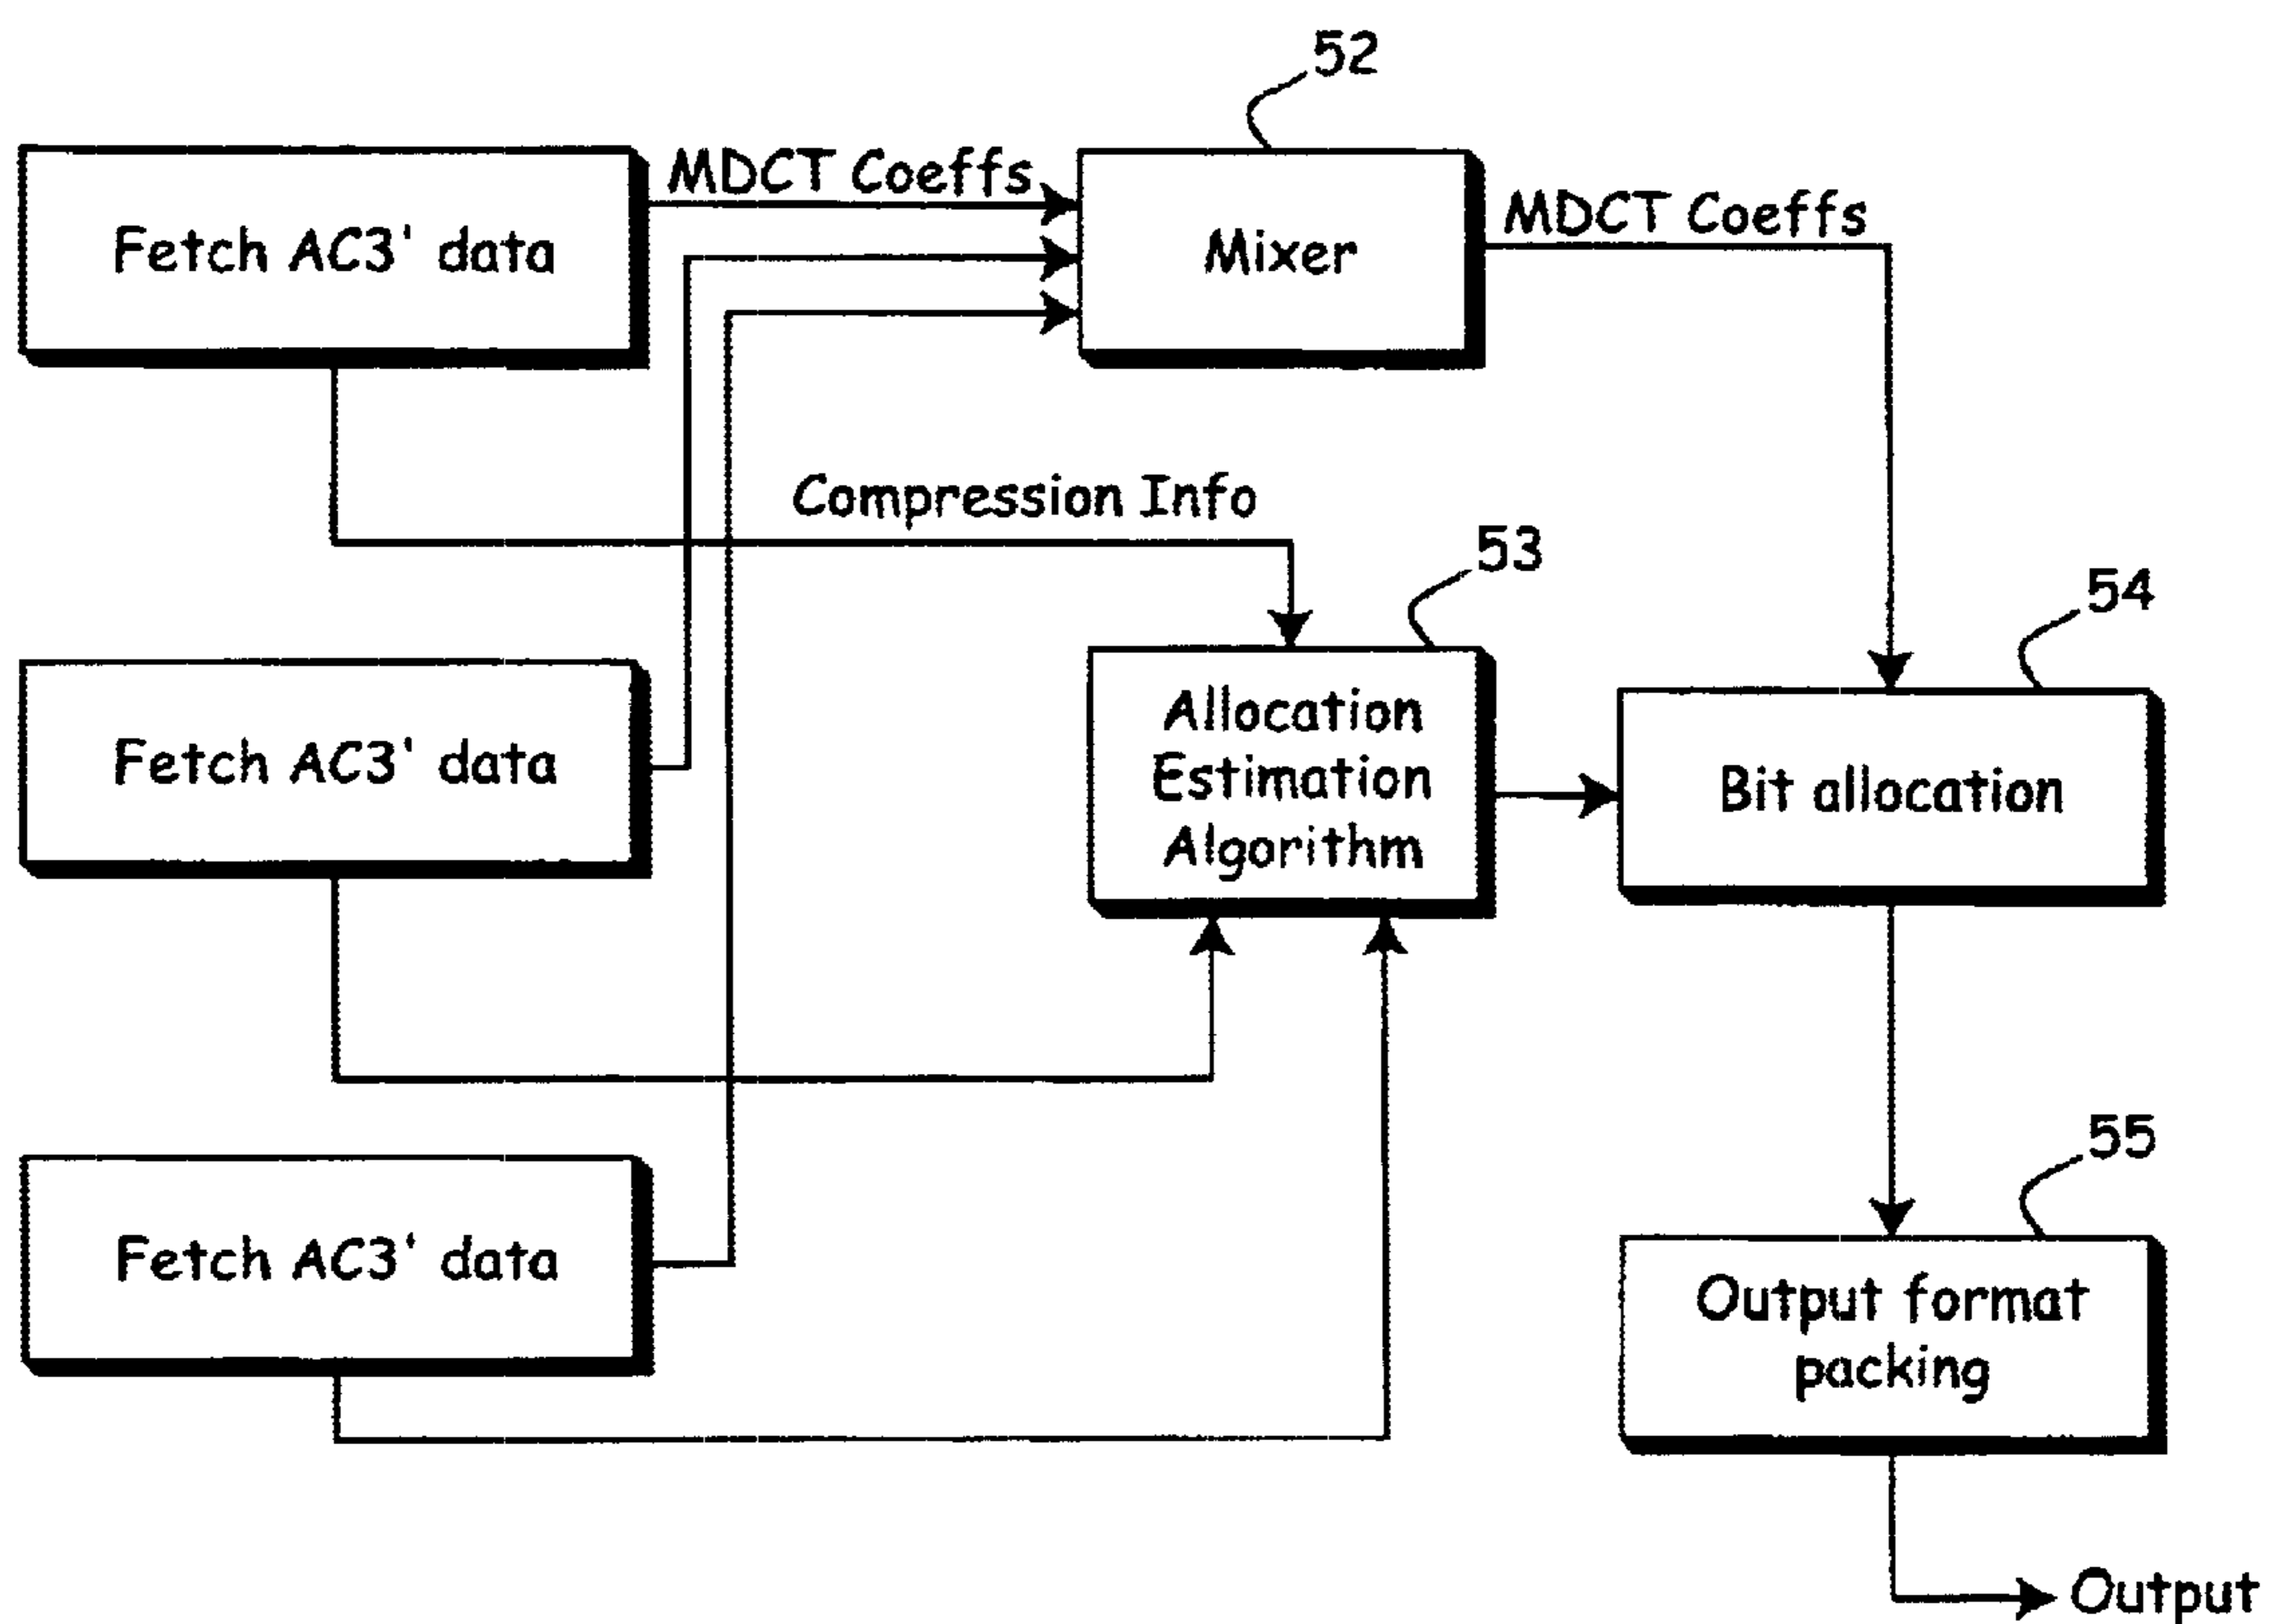 52
MDCT Coeffs
Fetch AC3' data
Mixer
MDCT Coeffs
Compression Info
53
54
Fetch AC3' data
Allocation
Estimation
Algorithm
Bit allocation
55
Fetch AC3' data
Output format
packing
Output